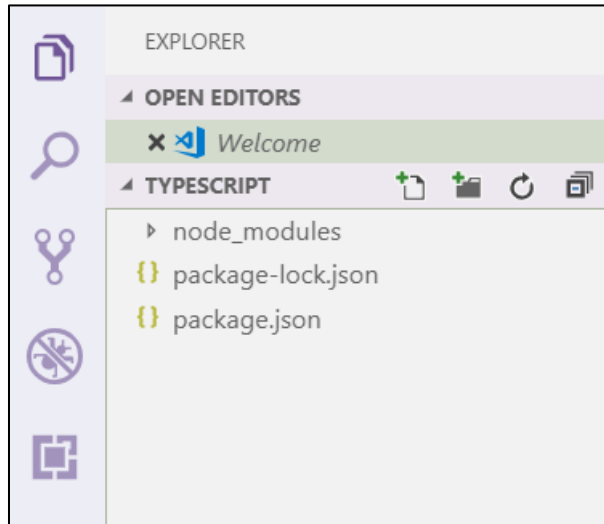 EXPLORER
OPEN EDITORS
Welcome
TYPESCRIPT
node_modules
{} package-lock.json
{} package.json